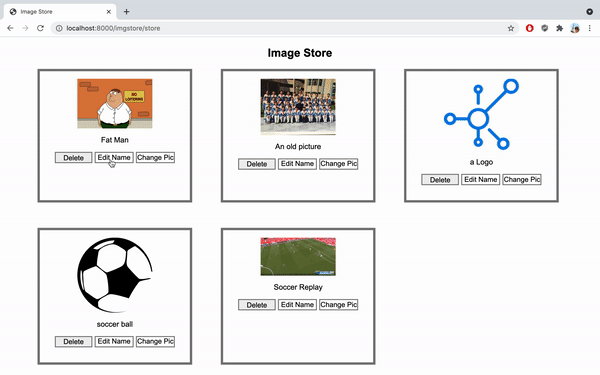 Image Store
localhost:8000/imgstore/store
Image Store
NO
LOITERING
Fat Man
Delete Edit Name Change Pic
An old picture
Delete Edit Name Change Pic
a Logo
Delete Edit Name Change Pic
soccer ball
Delete Edit Name Change Pic
Soccer Replay
Delete Edit Name Change Pic